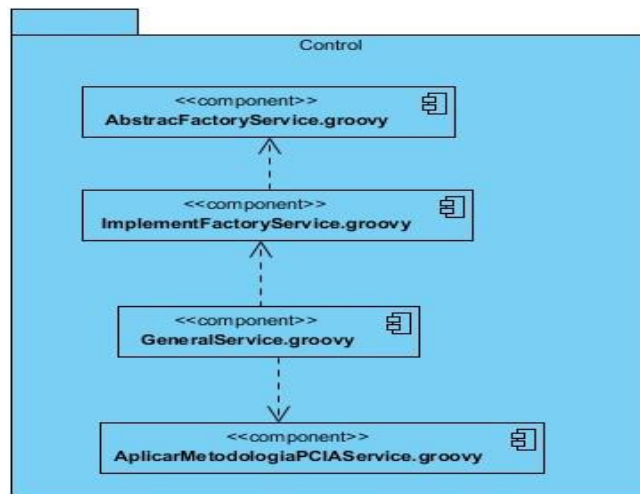 Control
<<component>>
AbstracFactoryService.groovy
<<component>>
ImplementFactoryService.groovy
<<component>>
GeneralService.groovy
<<component>>
AplicarMetodologiaPCIAService.groovy